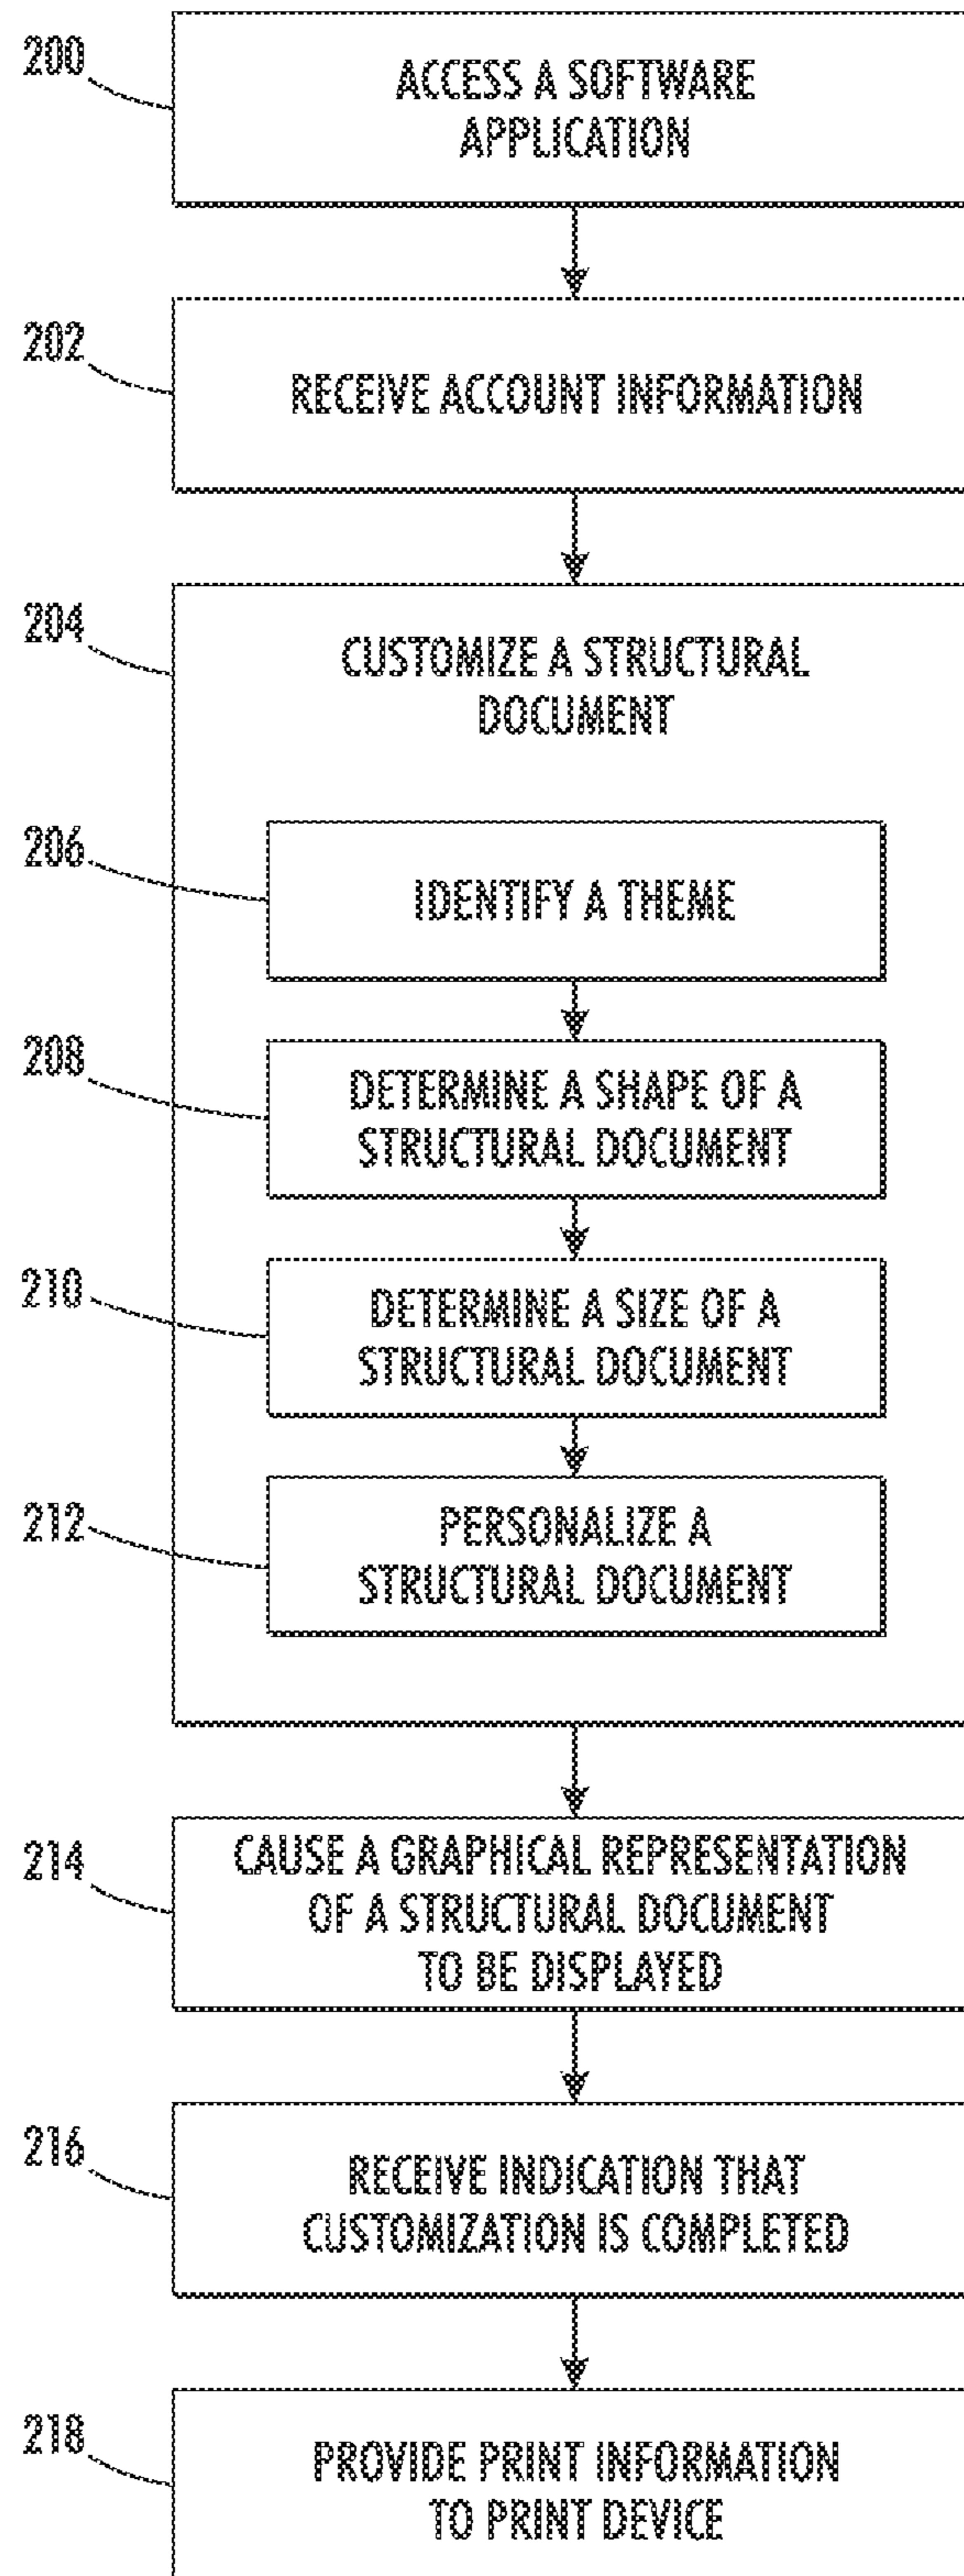 200
ACCESS A SOFTWARE
APPLICATION
202
RECEIVE ACCOUNT INFORMATION
204
CUSTOMIZE A STRUCTURAL
DOCUMENT
206
IDENTIFY A THEME
208
DETERMINE A SHAPE OF A
STRUCTURAL DOCUMENT
210
DETERMINE A SIZE OF A
STRUCTURAL DOCUMENT
212
PERSONALIZE A
STRUCTURAL DOCUMENT
214
CAUSE A GRAPHICAL REPRESENTATION
OF A STRUCTURAL DOCUMENT
TO BE DISPLAYED
216
RECEIVE INDICATION THAT
CUSTOMIZATION IS COMPLETED
218
PROVIDE PRINT INFORMATION
TO PRINT DEVICE